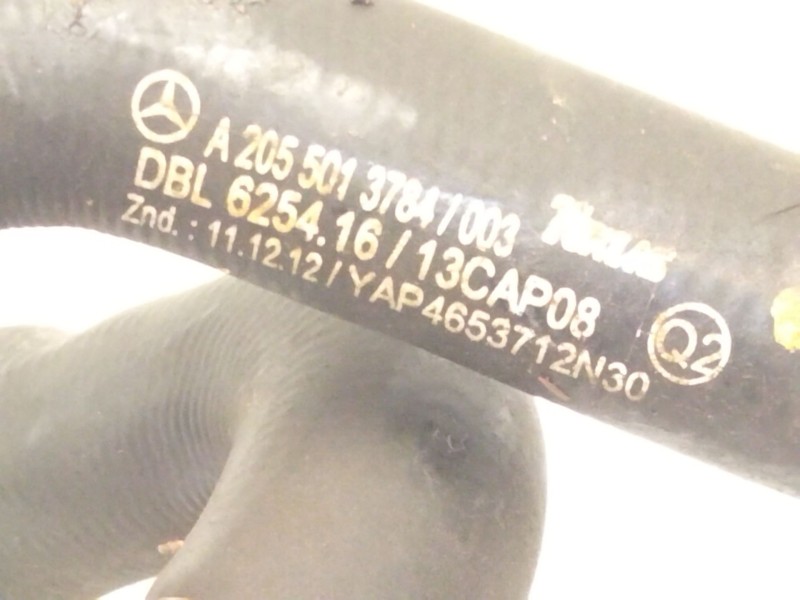 A 205 501 3784 / 003
DBL 6254.16 / 13CAP08
Znd. : 11.12.12 / YAP4653712N30
Q2